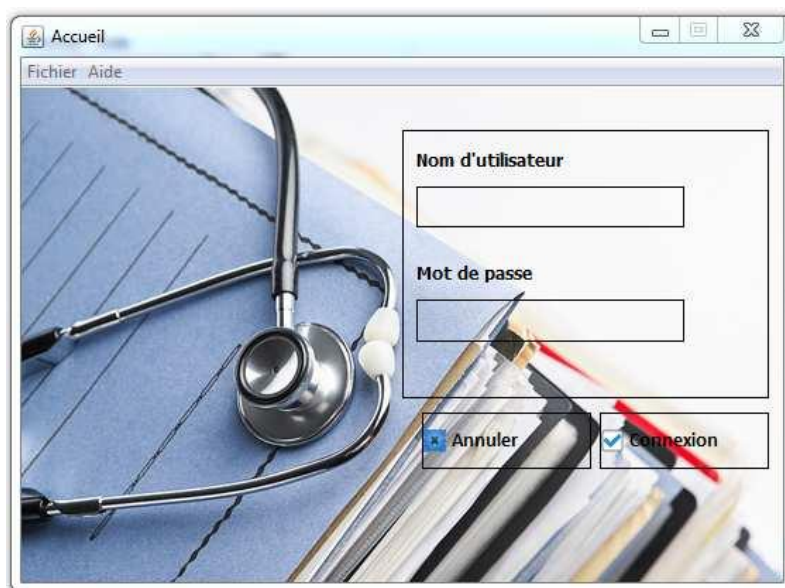 Accueil
Fichier Aide
Nom d'utilisateur
Mot de passe
Annuler Connexion